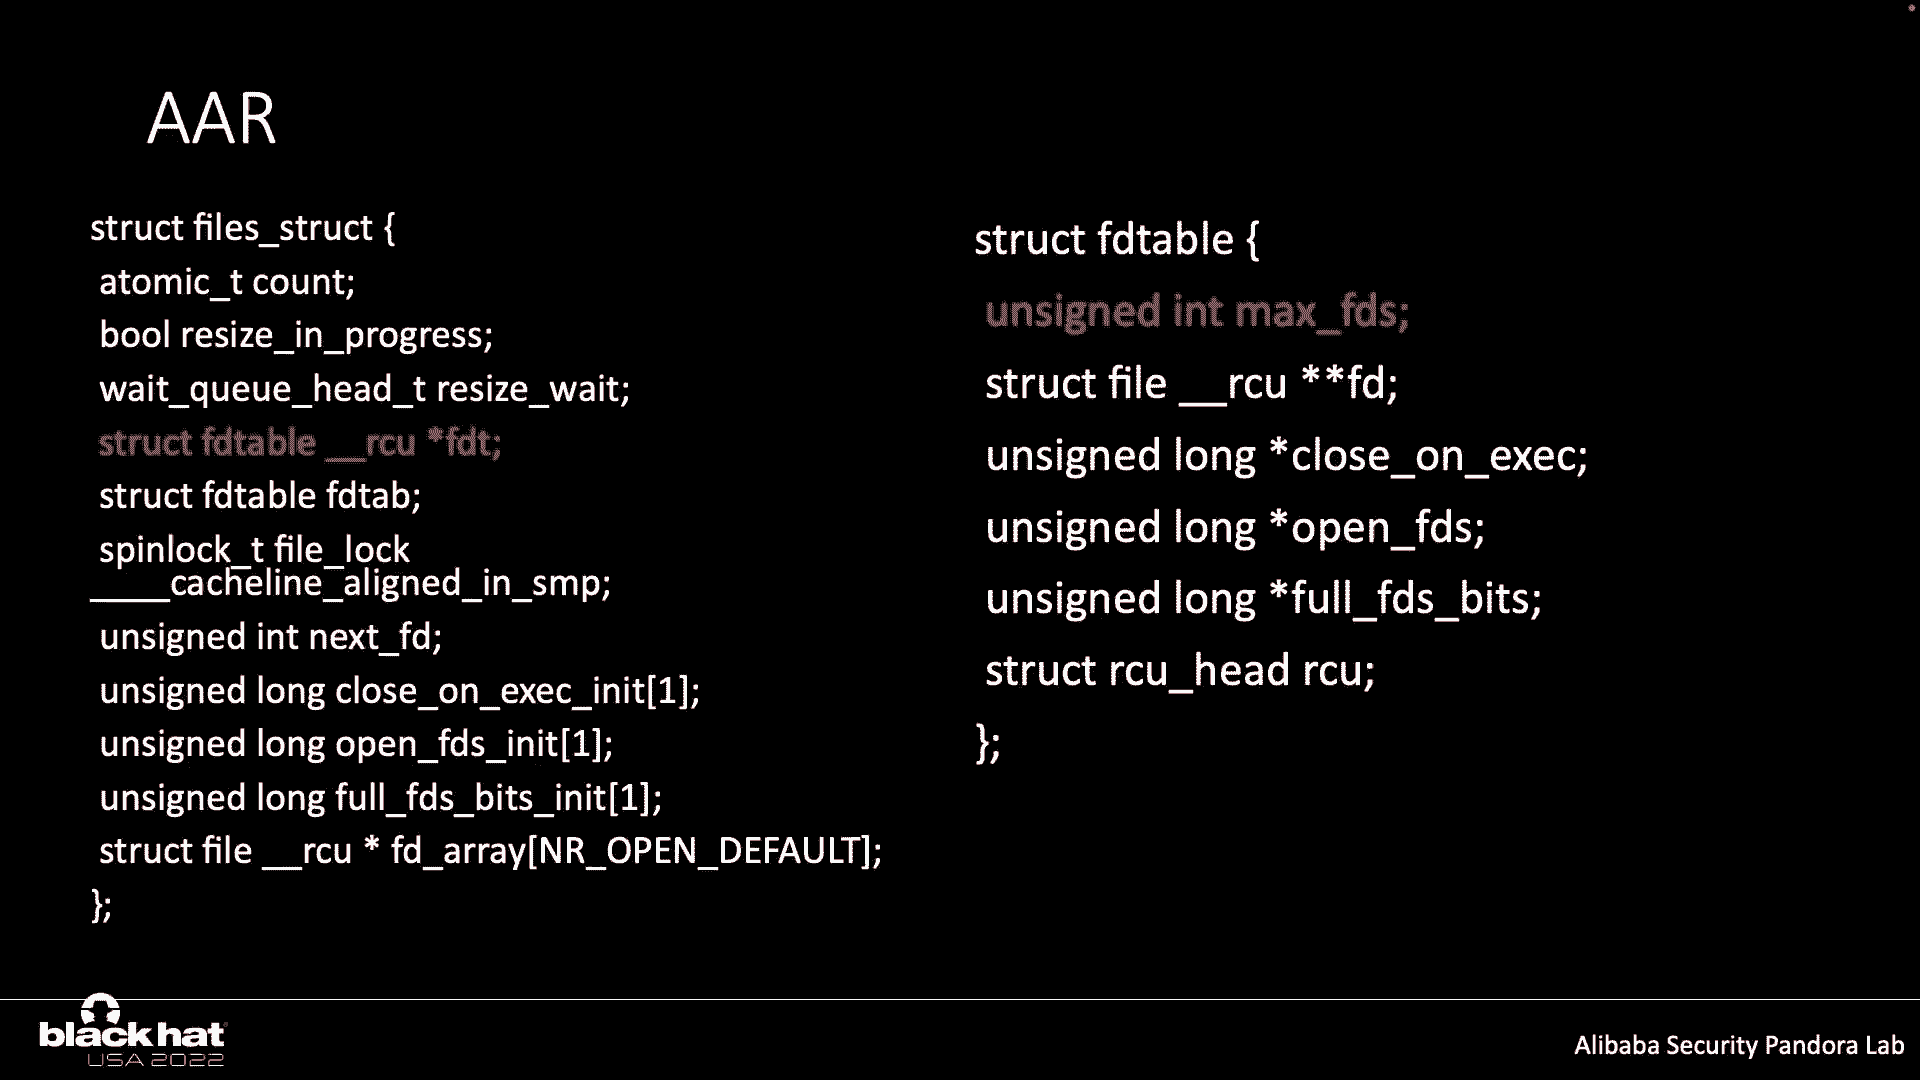 AAR
struct files_struct {
atomic_t count;
bool resize_in_progress;
wait_queue_head_t resize_wait;
struct fdtable __rcu *fdt;
struct fdtable fdtab;
spinlock_t file_lock
____cacheline_aligned_in_smp;
unsigned int next_fd;
unsigned long close_on_exec_init[1];
unsigned long open_fds_init[1];
unsigned long full_fds_bits_init[1];
struct file __rcu * fd_array[NR_OPEN_DEFAULT];
};
struct fdtable {
unsigned int max_fds;
struct file __rcu **fd;
unsigned long *close_on_exec;
unsigned long *open_fds;
unsigned long *full_fds_bits;
struct rcu_head rcu;
};
black hat
USA 2022
Alibaba Security Pandora Lab